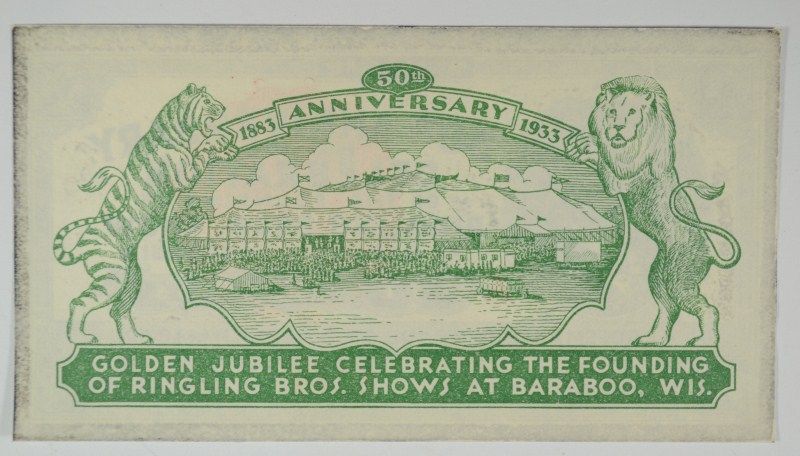 50th
ANNIVERSARY
1883 1933
GOLDEN JUBILEE CELEBRATING THE FOUNDING
OF RINGLING BROS. SHOWS AT BARABOO, WIS.